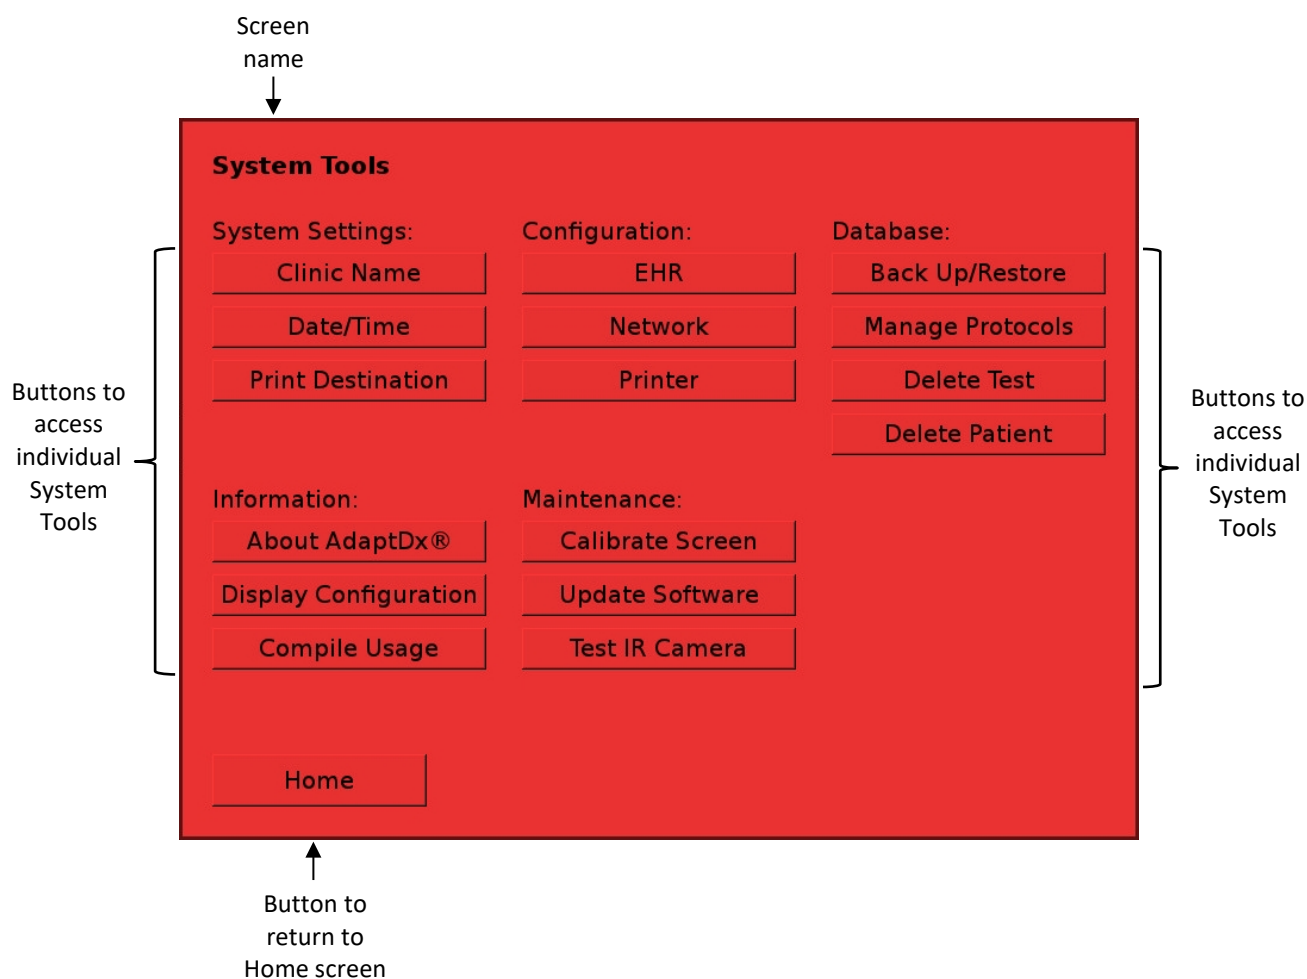 Screen
name
System Tools
System Settings:
Clinic Name
Date/Time
Print Destination
Configuration:
EHR
Network
Printer
Database:
Back Up/Restore
Manage Protocols
Delete Test
Delete Patient
Information:
About AdaptDx®
Display Configuration
Compile Usage
Maintenance:
Calibrate Screen
Update Software
Test IR Camera
Home
Buttons to
access
individual
System
Tools
Buttons to
access
individual
System
Tools
Button to
return to
Home screen